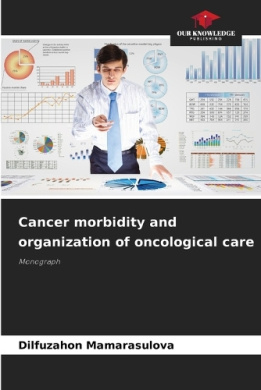 OUR KNOWLEDGE
PUBLISHING
Cancer morbidity and
organization of oncological care
Monograph
Dilfuzahon Mamarasulova